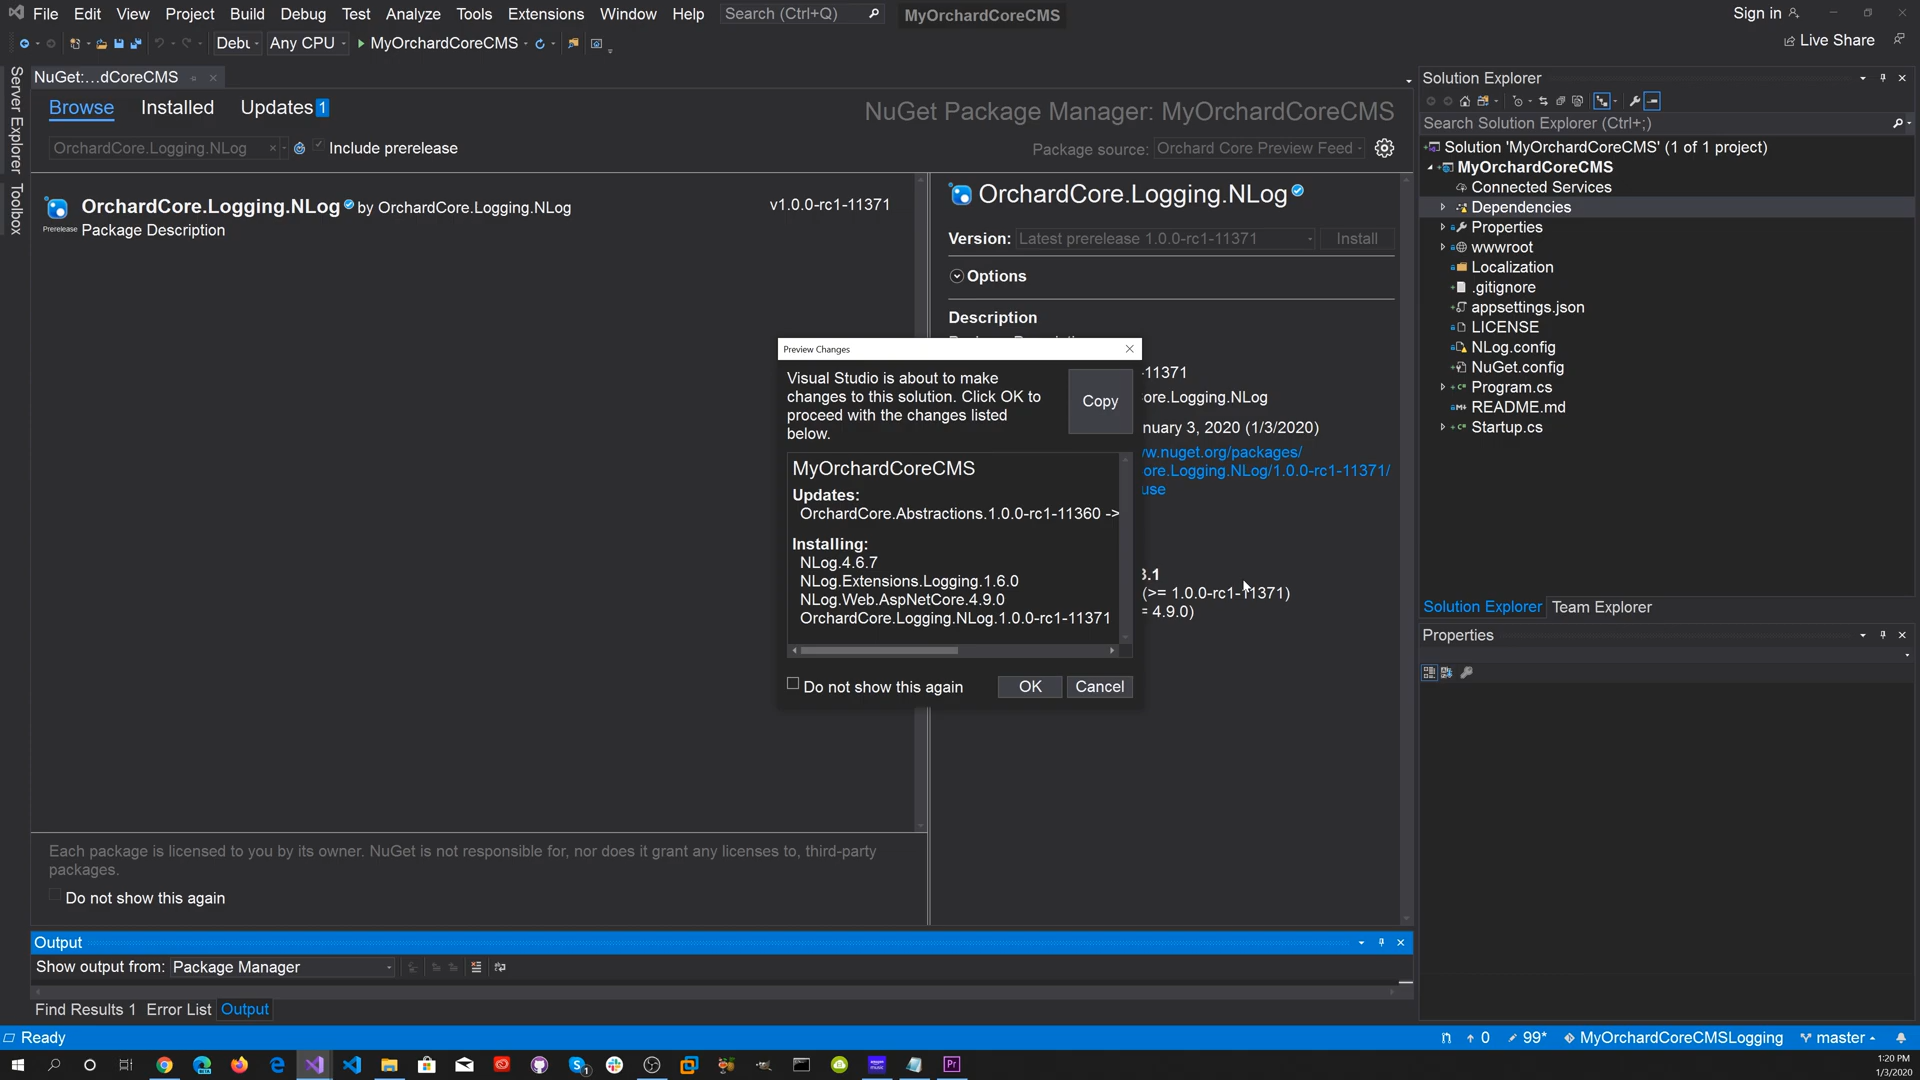 File Edit View Project Build Debug Test Analyze Tools Extensions Window Help Search (Ctrl+Q) MyOrchardCoreCMS Sign in
Debu Any CPU MyOrchardCoreCMS Live Share
Server Explorer
Toolbox
NuGet:...dCoreCMS
Browse Installed Updates 1
NuGet Package Manager: MyOrchardCoreCMS
OrchardCore.Logging.NLog Include prerelease
Package source: Orchard Core Preview Feed
OrchardCore.Logging.NLog by OrchardCore.Logging.NLog v1.0.0-rc1-11371
Prerelease Package Description
OrchardCore.Logging.NLog
Version: Latest prerelease 1.0.0-rc1-11371 Install
Options
Description
-11371
ore.Logging.NLog
nuary 3, 2020 (1/3/2020)
w.nuget.org/packages/
ore.Logging.NLog/1.0.0-rc1-11371/
use
3.1
(>= 1.0.0-rc1-11371)
= 4.9.0)
Preview Changes
Visual Studio is about to make
changes to this solution. Click OK to
proceed with the changes listed
below.
Copy
MyOrchardCoreCMS
Updates:
OrchardCore.Abstractions.1.0.0-rc1-11360 ->
Installing:
NLog.4.6.7
NLog.Extensions.Logging.1.6.0
NLog.Web.AspNetCore.4.9.0
OrchardCore.Logging.NLog.1.0.0-rc1-11371
Do not show this again OK Cancel
Each package is licensed to you by its owner. NuGet is not responsible for, nor does it grant any licenses to, third-party
packages.
Do not show this again
Output
Show output from: Package Manager
Find Results 1 Error List Output
Solution Explorer
Search Solution Explorer (Ctrl+;)
Solution 'MyOrchardCoreCMS' (1 of 1 project)
MyOrchardCoreCMS
Connected Services
Dependencies
Properties
wwwroot
Localization
.gitignore
appsettings.json
LICENSE
NLog.config
NuGet.config
Program.cs
README.md
Startup.cs
Solution Explorer Team Explorer
Properties
Ready 0 99* MyOrchardCoreCMSLogging master
1:20 PM
1/3/2020